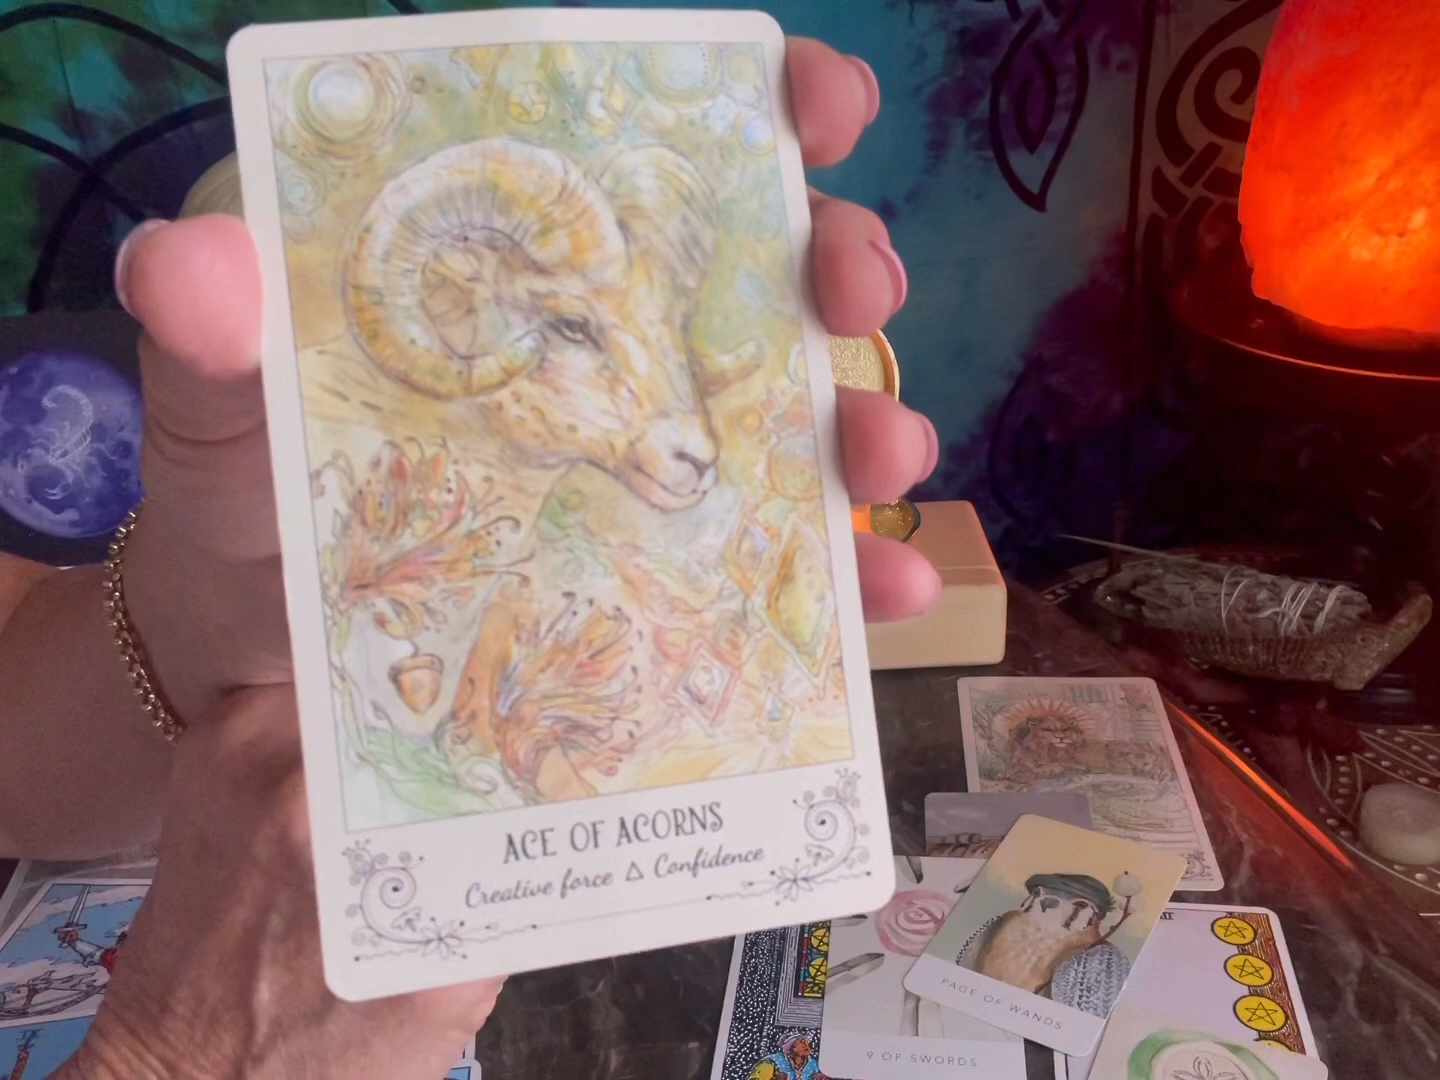 ACE OF ACORNS
Creative force △ Confidence
PAGE OF WANDS
9 OF SWORDS